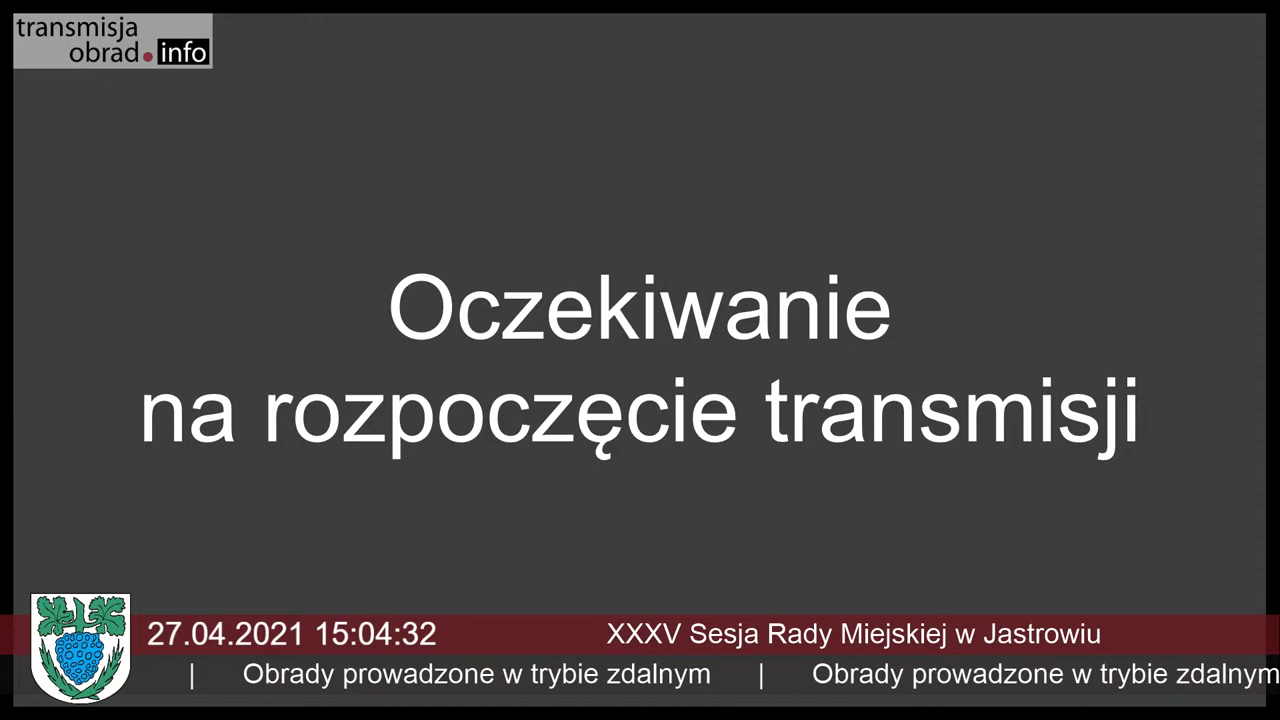 transmisja
obrad.info
Oczekiwanie
na rozpoczęcie transmisji
27.04.2021 15:04:32 XXXV Sesja Rady Miejskiej w Jastrowiu
| Obrady prowadzone w trybie zdalnym | Obrady prowadzone w trybie zdalnym